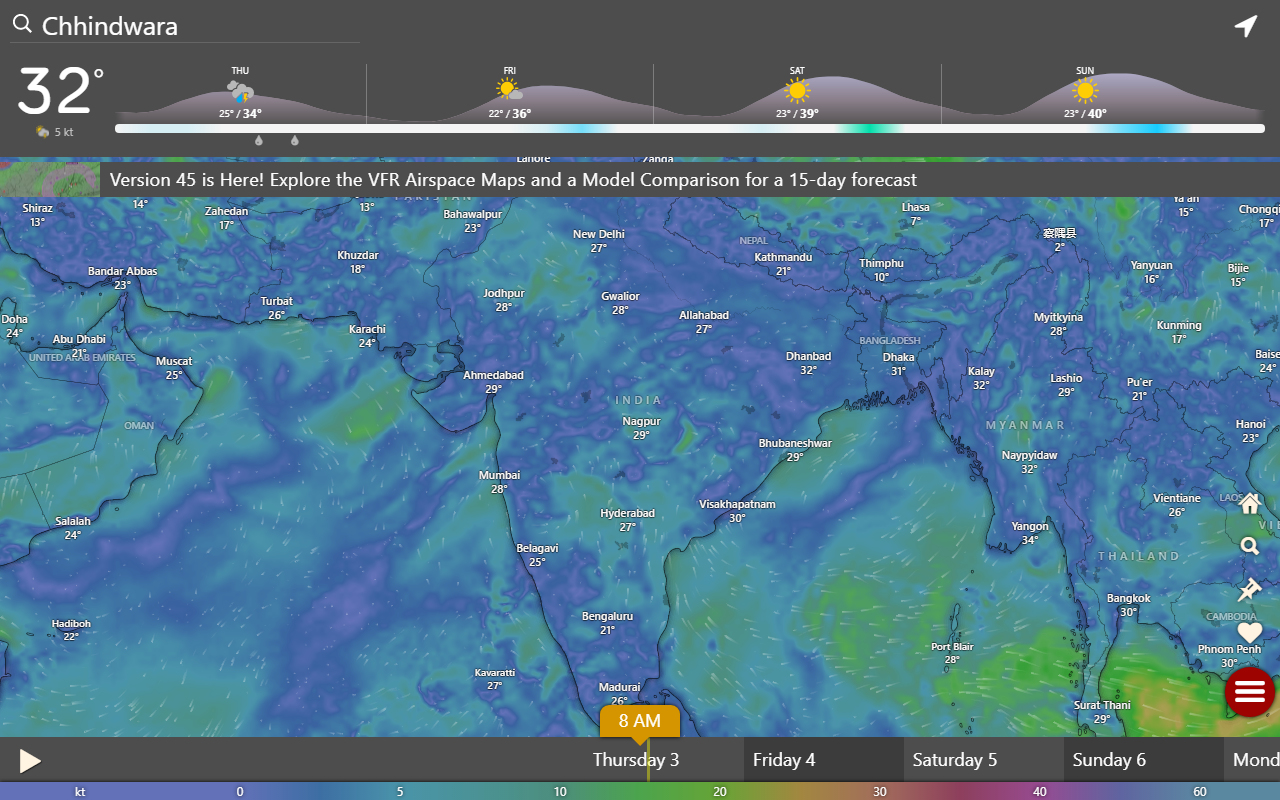 Chhindwara
32°
5 kt
THU
25° / 34°
FRI
22° / 36°
SAT
23° / 39°
SUN
23° / 40°
Lahore
Zanda
Version 45 is Here! Explore the VFR Airspace Maps and a Model Comparison for a 15-day forecast
PAKISTAN
14°
13°
Ya'an
15°
Shiraz
13°
Zahedan
17°
Bahawalpur
23°
Lhasa
7°
17°
New Delhi
27°
NEPAL
察隅县
2°
Khuzdar
18°
Kathmandu
21°
Thimphu
10°
Yanyuan
16°
Bijie
15°
Bandar Abbas
23°
Turbat
26°
Jodhpur
28°
Gwalior
28°
Allahabad
27°
Myitkyina
28°
Kunming
17°
Doha
24°
Abu Dhabi
21°
UNITED ARAB EMIRATES
Karachi
24°
BANGLADESH
Dhaka
31°
Dhanbad
32°
Muscat
25°
Ahmedabad
29°
Kalay
32°
Lashio
29°
Pu'er
21°
Baise
24°
INDIA
OMAN
Nagpur
29°
MYANMAR
Hanoi
23°
Bhubaneshwar
29°
Naypyidaw
32°
Mumbai
28°
Visakhapatnam
30°
Vientiane
26°
LAOS
Salalah
24°
Hyderabad
27°
Yangon
34°
VIE
Belagavi
25°
THAILAND
Bangkok
30°
Hadiboh
22°
Bengaluru
21°
CAMBODIA
Port Blair
28°
Phnom Penh
30°
Kavaratti
27°
Madurai
26°
Surat Thani
29°
8 AM
Thursday 3
Friday 4
Saturday 5
Sunday 6
Mond
kt
0
5
10
20
30
40
60